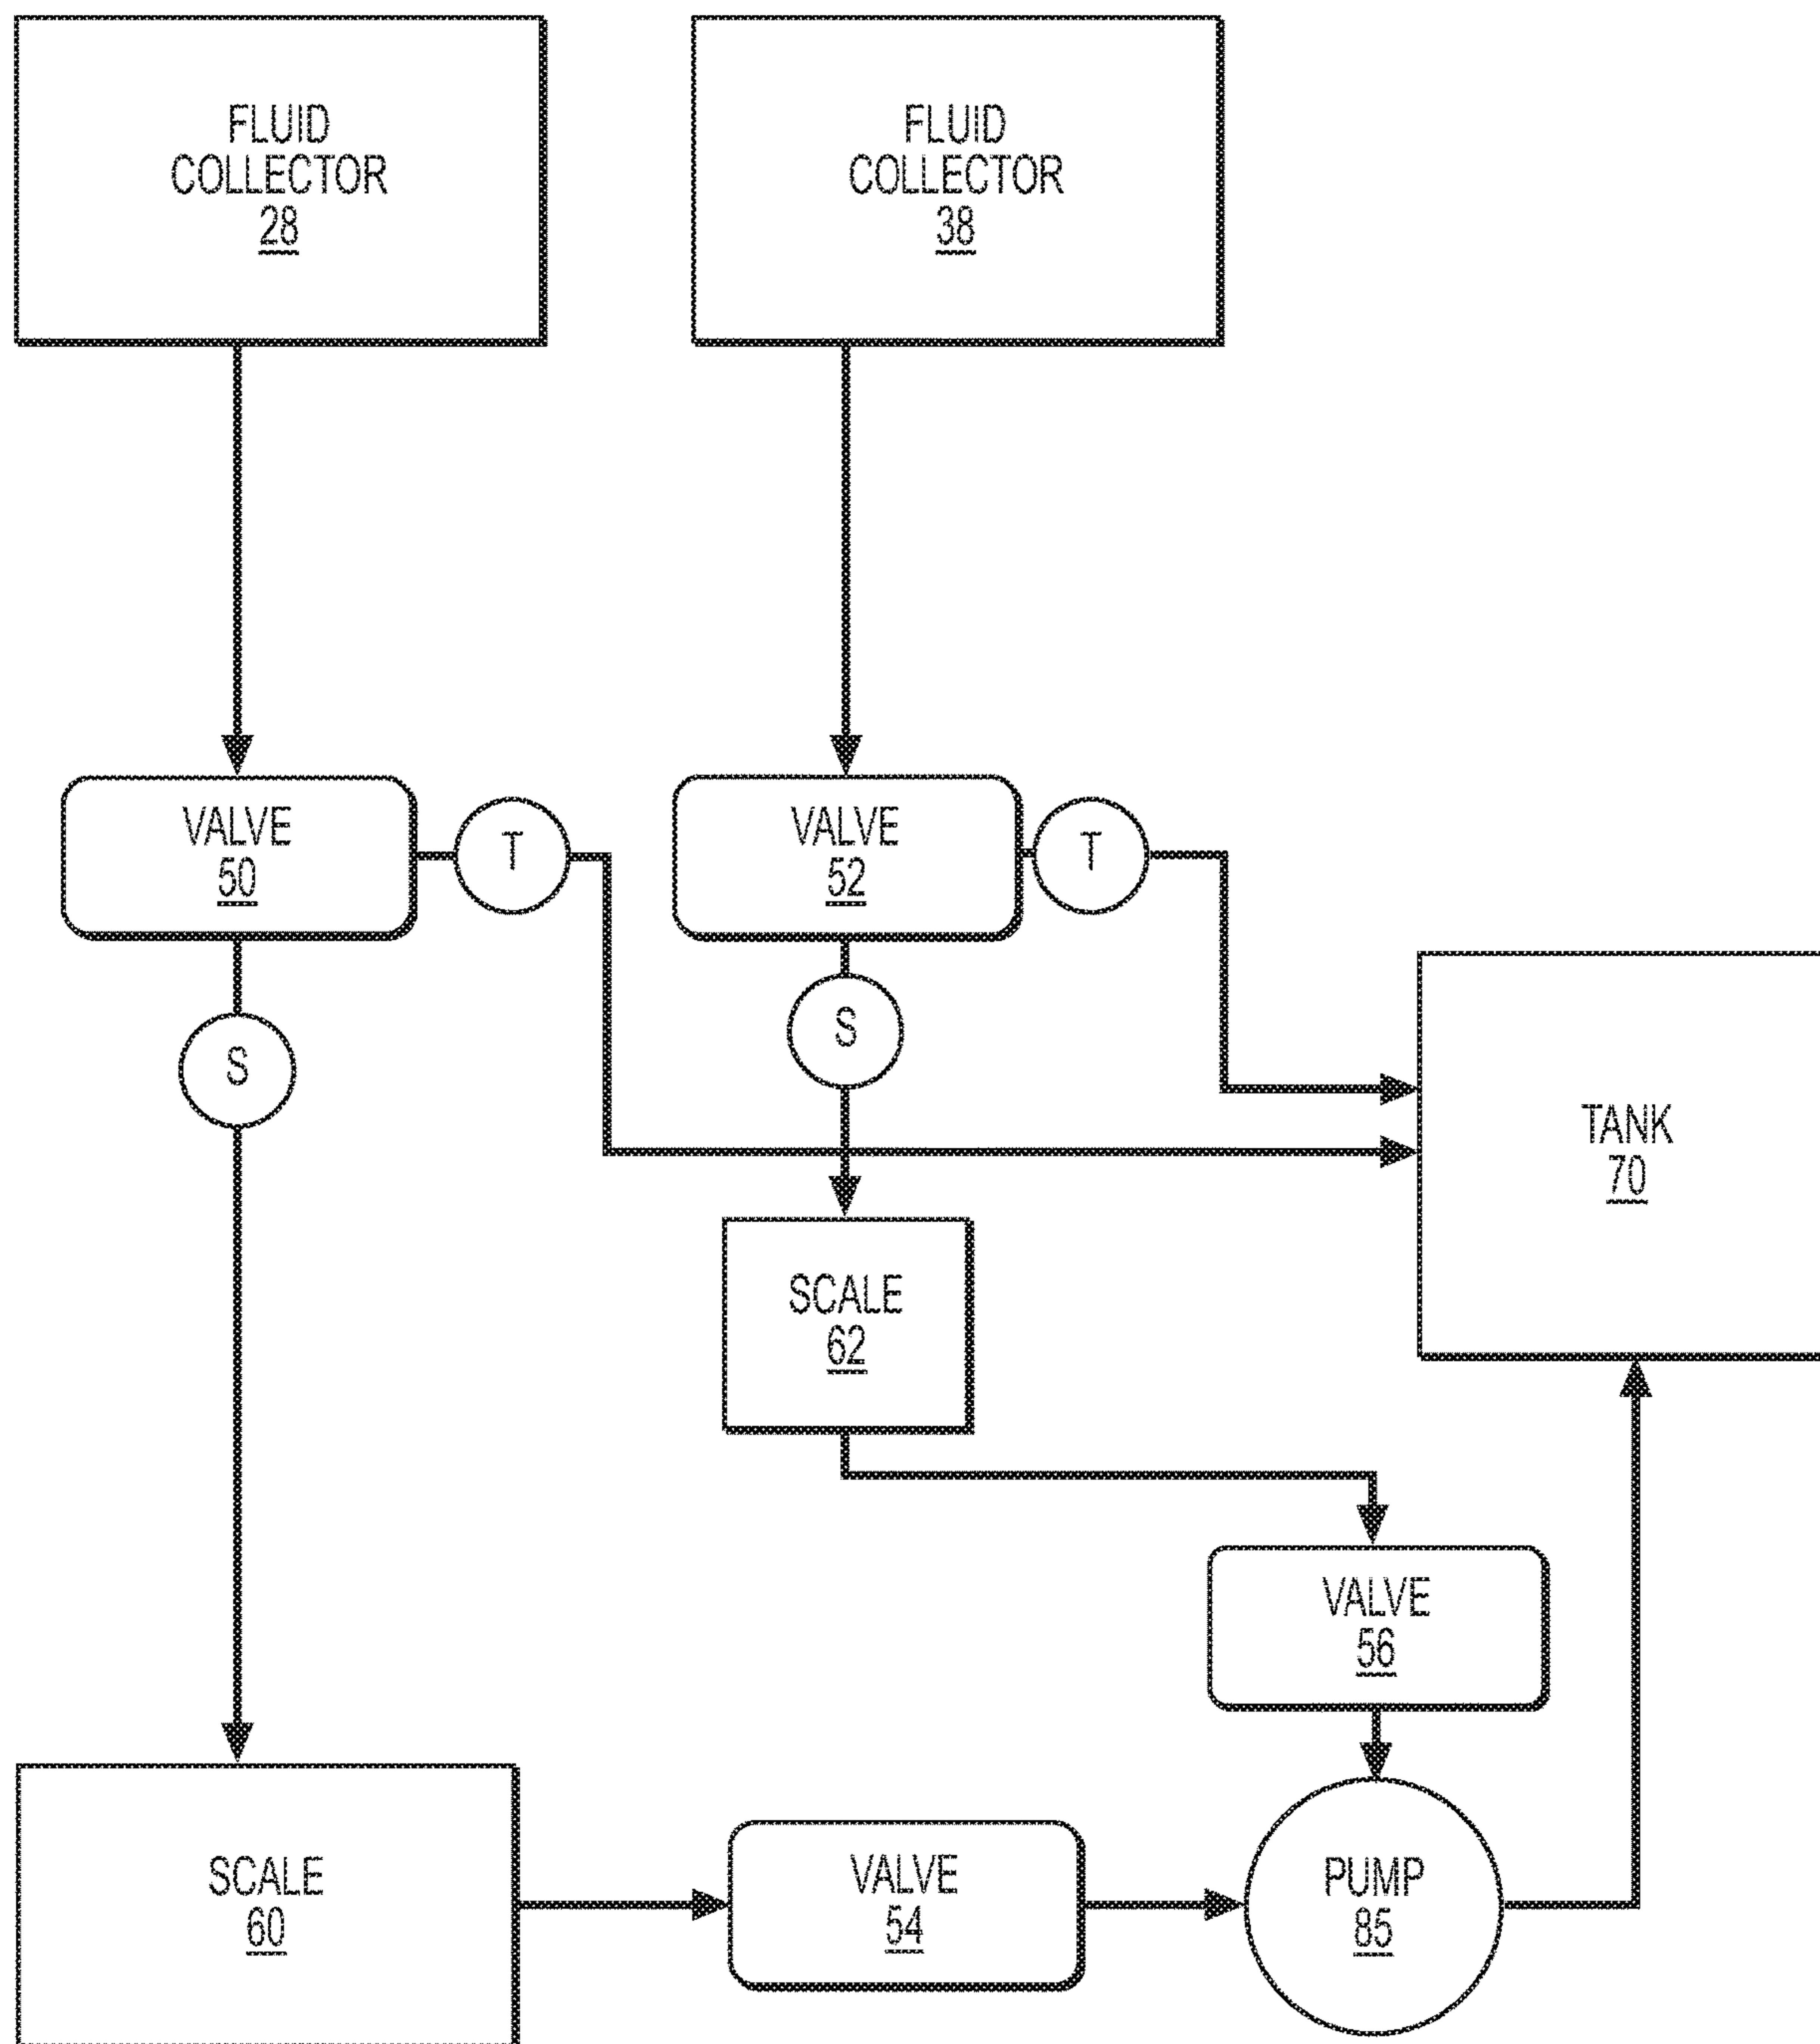 FLUID
COLLECTOR
28
FLUID
COLLECTOR
38
VALVE
50
T
VALVE
52
T
S
S
TANK
70
SCALE
62
VALVE
56
SCALE
60
VALVE
54
PUMP
85